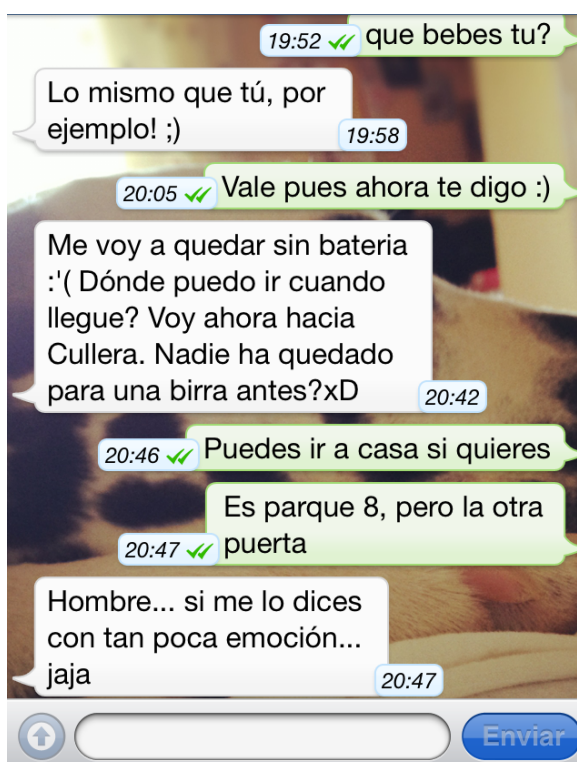 que bebes tu?
19:52
Lo mismo que tú, por
ejemplo! ;)
19:58
Vale pues ahora te digo :)
20:05
Me voy a quedar sin bateria
:'( Dónde puedo ir cuando
llegue? Voy ahora hacia
Cullera. Nadie ha quedado
para una birra antes?xD
20:42
Puedes ir a casa si quieres
20:46
Es parque 8, pero la otra
puerta
20:47
Hombre... si me lo dices
con tan poca emoción...
jaja
20:47
Enviar